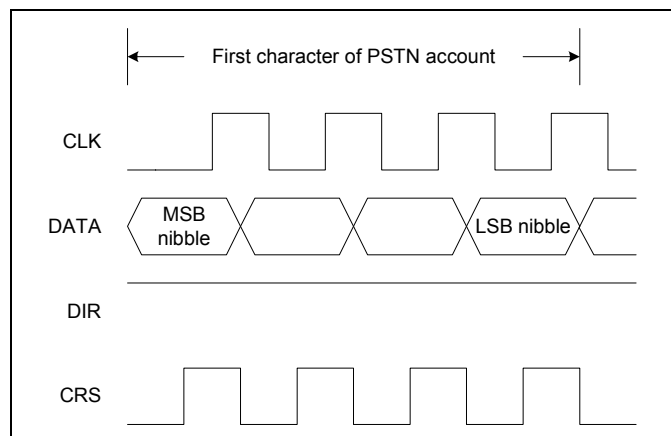 First character of PSTN account
CLK
DATA
MSB
nibble
LSB nibble
DIR
CRS